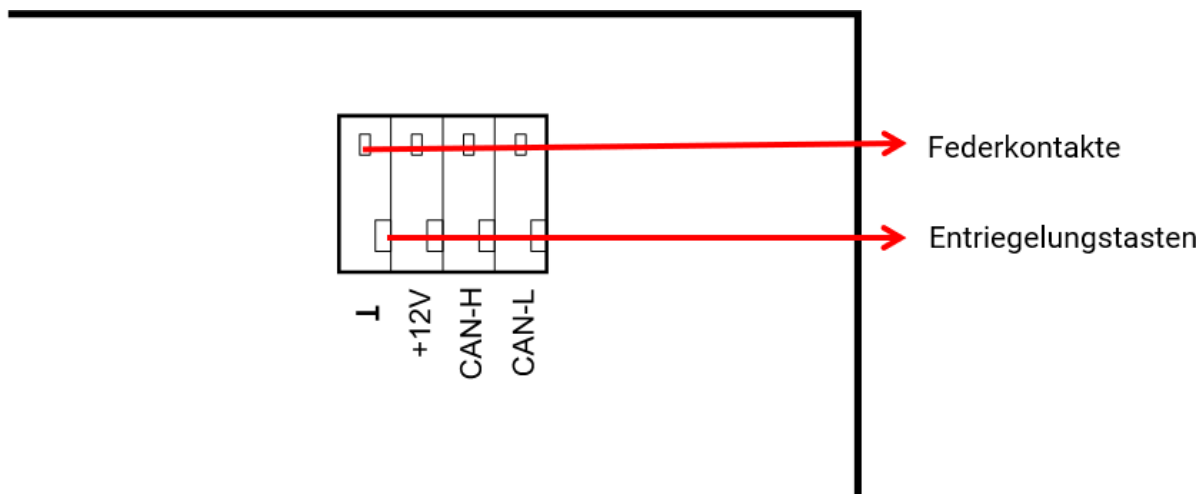 Federkontakte
Entriegelungstasten
⊥
+12V
CAN-H
CAN-L